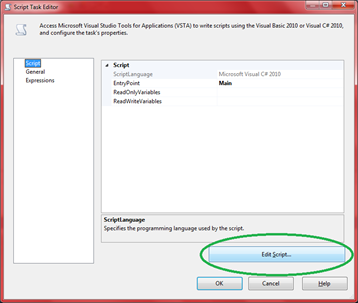 Script Task Editor
Access Microsoft Visual Studio Tools for Applications (VSTA) to write scripts using the Visual Basic 2010 or Visual C# 2010,
and configure the task's properties.
Script
General
Expressions
Script
ScriptLanguage Microsoft Visual C# 2010
EntryPoint Main
ReadOnlyVariables
ReadWriteVariables
ScriptLanguage
Specifies the programming language used by the script.
Edit Script...
OK Cancel Help